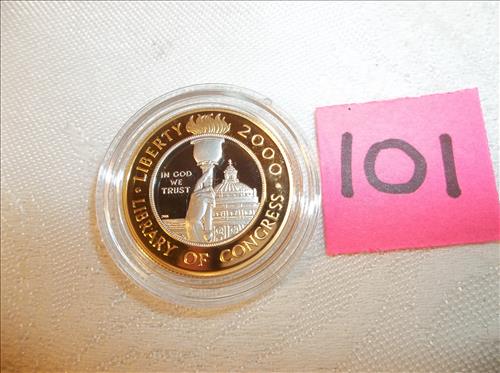 LIBERTY 2000
IN GOD
WE
TRUST
LIBRARY OF CONGRESS
101